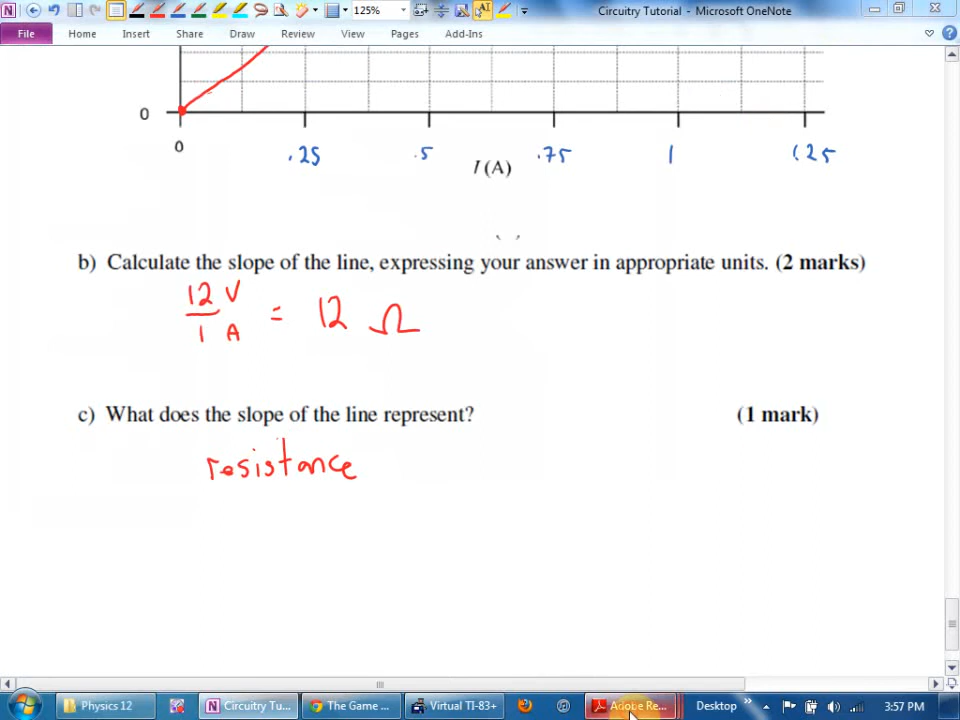 125%
Circuitry Tutorial - Microsoft OneNote
File Home Insert Share Draw Review View Pages Add-Ins
0
0 .25 .5 .75 1 1.25
I (A)
b) Calculate the slope of the line, expressing your answer in appropriate units. (2 marks)
12 V
= 12 Ω
1 A
c) What does the slope of the line represent? (1 mark)
resistance
Physics 12 Circuitry Tu... The Game ... Virtual TI-83+ Adobe Re... Desktop 3:57 PM